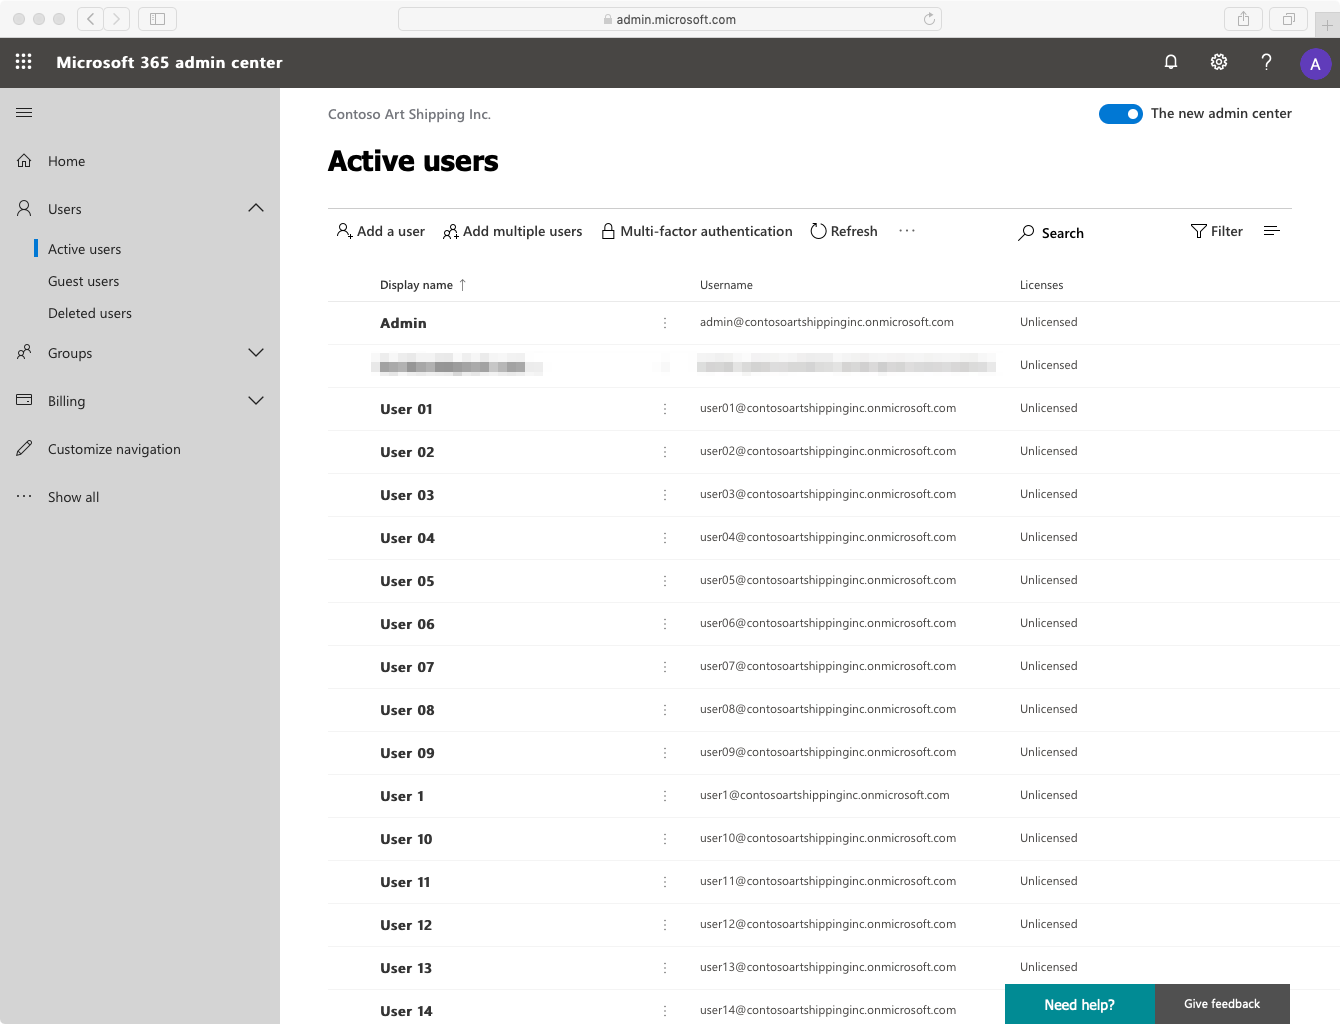 admin.microsoft.com
Microsoft 365 admin center
A
Contoso Art Shipping Inc.
The new admin center
Home
Users
Active users
Guest users
Deleted users
Groups
Billing
Customize navigation
Show all
Active users
Add a user Add multiple users Multi-factor authentication Refresh Search Filter
Display name ↑ Username Licenses
Admin admin@contosoartshippinginc.onmicrosoft.com Unlicensed
Unlicensed
User 01 user01@contosoartshippinginc.onmicrosoft.com Unlicensed
User 02 user02@contosoartshippinginc.onmicrosoft.com Unlicensed
User 03 user03@contosoartshippinginc.onmicrosoft.com Unlicensed
User 04 user04@contosoartshippinginc.onmicrosoft.com Unlicensed
User 05 user05@contosoartshippinginc.onmicrosoft.com Unlicensed
User 06 user06@contosoartshippinginc.onmicrosoft.com Unlicensed
User 07 user07@contosoartshippinginc.onmicrosoft.com Unlicensed
User 08 user08@contosoartshippinginc.onmicrosoft.com Unlicensed
User 09 user09@contosoartshippinginc.onmicrosoft.com Unlicensed
User 1 user1@contosoartshippinginc.onmicrosoft.com Unlicensed
User 10 user10@contosoartshippinginc.onmicrosoft.com Unlicensed
User 11 user11@contosoartshippinginc.onmicrosoft.com Unlicensed
User 12 user12@contosoartshippinginc.onmicrosoft.com Unlicensed
User 13 user13@contosoartshippinginc.onmicrosoft.com Unlicensed
User 14 user14@contosoartshippinginc.onmicrosoft.com
Need help? Give feedback